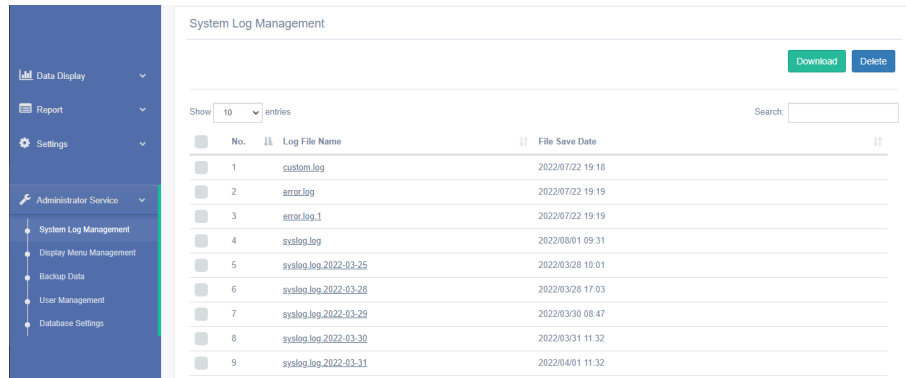 System Log Management
Download Delete
Data Display
Report
Settings
Administrator Service
System Log Management
Display Menu Management
Backup Data
User Management
Database Settings
Show 10 entries Search:
No. Log File Name File Save Date
1 custom.log 2022/07/22 19:18
2 error.log 2022/07/22 19:19
3 error.log.1 2022/07/22 19:19
4 syslog.log 2022/08/01 09:31
5 syslog.log.2022-03-25 2022/03/28 10:01
6 syslog.log.2022-03-28 2022/03/28 17:03
7 syslog.log.2022-03-29 2022/03/30 08:47
8 syslog.log.2022-03-30 2022/03/31 11:32
9 syslog.log.2022-03-31 2022/04/01 11:32